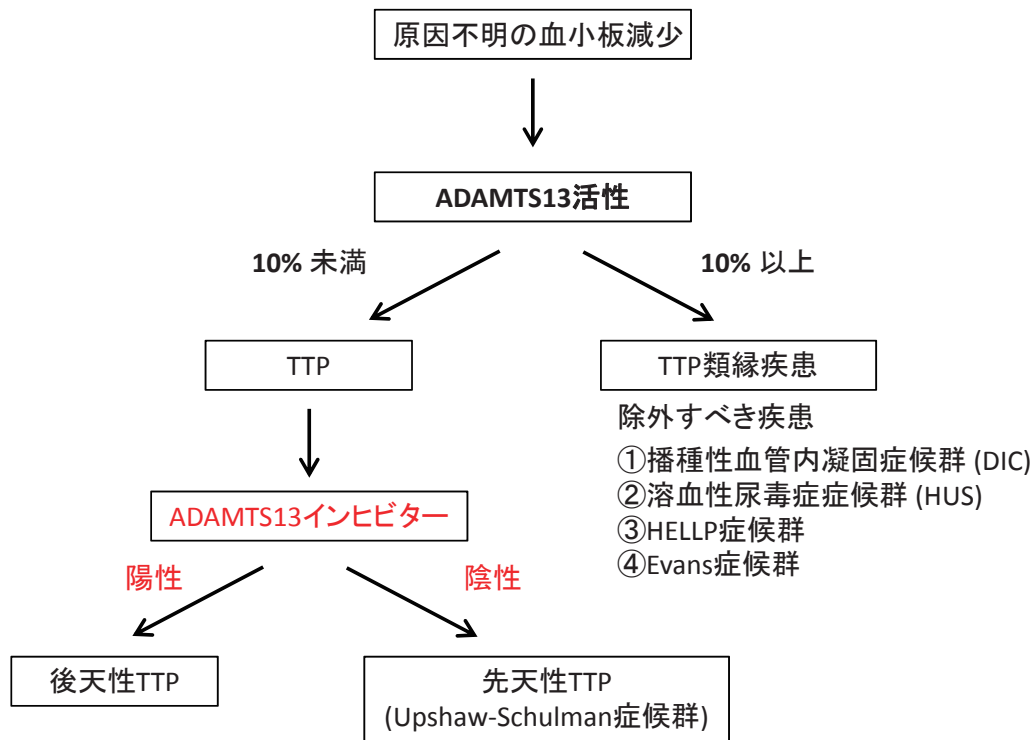 原因不明の血小板減少
ADAMTS13活性
10% 未満
10% 以上
TTP
TTP類縁疾患
除外すべき疾患
①播種性血管内凝固症候群 (DIC)
②溶血性尿毒症症候群 (HUS)
③HELLP症候群
④Evans症候群
ADAMTS13インヒビター
陽性
陰性
後天性TTP
先天性TTP
(Upshaw-Schulman症候群)